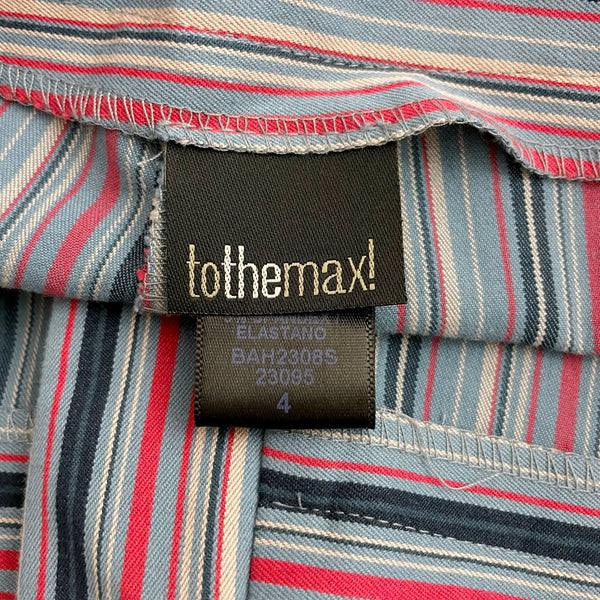 tothemax!
ELASTANO
BAH2308S
23095
4